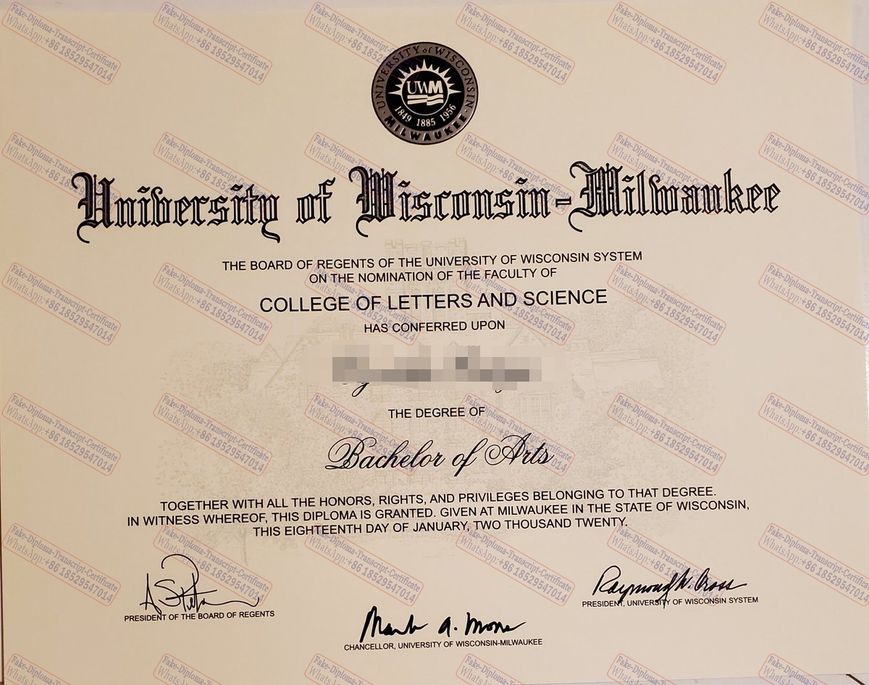 UNIVERSITY of WISCONSIN
UWM
1849 1885 1956
MILWAUKEE
University of Wisconsin-Milwaukee
THE BOARD OF REGENTS OF THE UNIVERSITY OF WISCONSIN SYSTEM
ON THE NOMINATION OF THE FACULTY OF
COLLEGE OF LETTERS AND SCIENCE
HAS CONFERRED UPON
THE DEGREE OF
Bachelor of Arts
TOGETHER WITH ALL THE HONORS, RIGHTS, AND PRIVILEGES BELONGING TO THAT DEGREE.
IN WITNESS WHEREOF, THIS DIPLOMA IS GRANTED. GIVEN AT MILWAUKEE IN THE STATE OF WISCONSIN,
THIS EIGHTEENTH DAY OF JANUARY, TWO THOUSAND TWENTY.
PRESIDENT OF THE BOARD OF REGENTS
Mark A. Mone
CHANCELLOR, UNIVERSITY OF WISCONSIN-MILWAUKEE
Raymond W. Cross
PRESIDENT, UNIVERSITY OF WISCONSIN SYSTEM
Fake-Diploma-Transcript-Certificate
WhatsApp:+86 18529547014